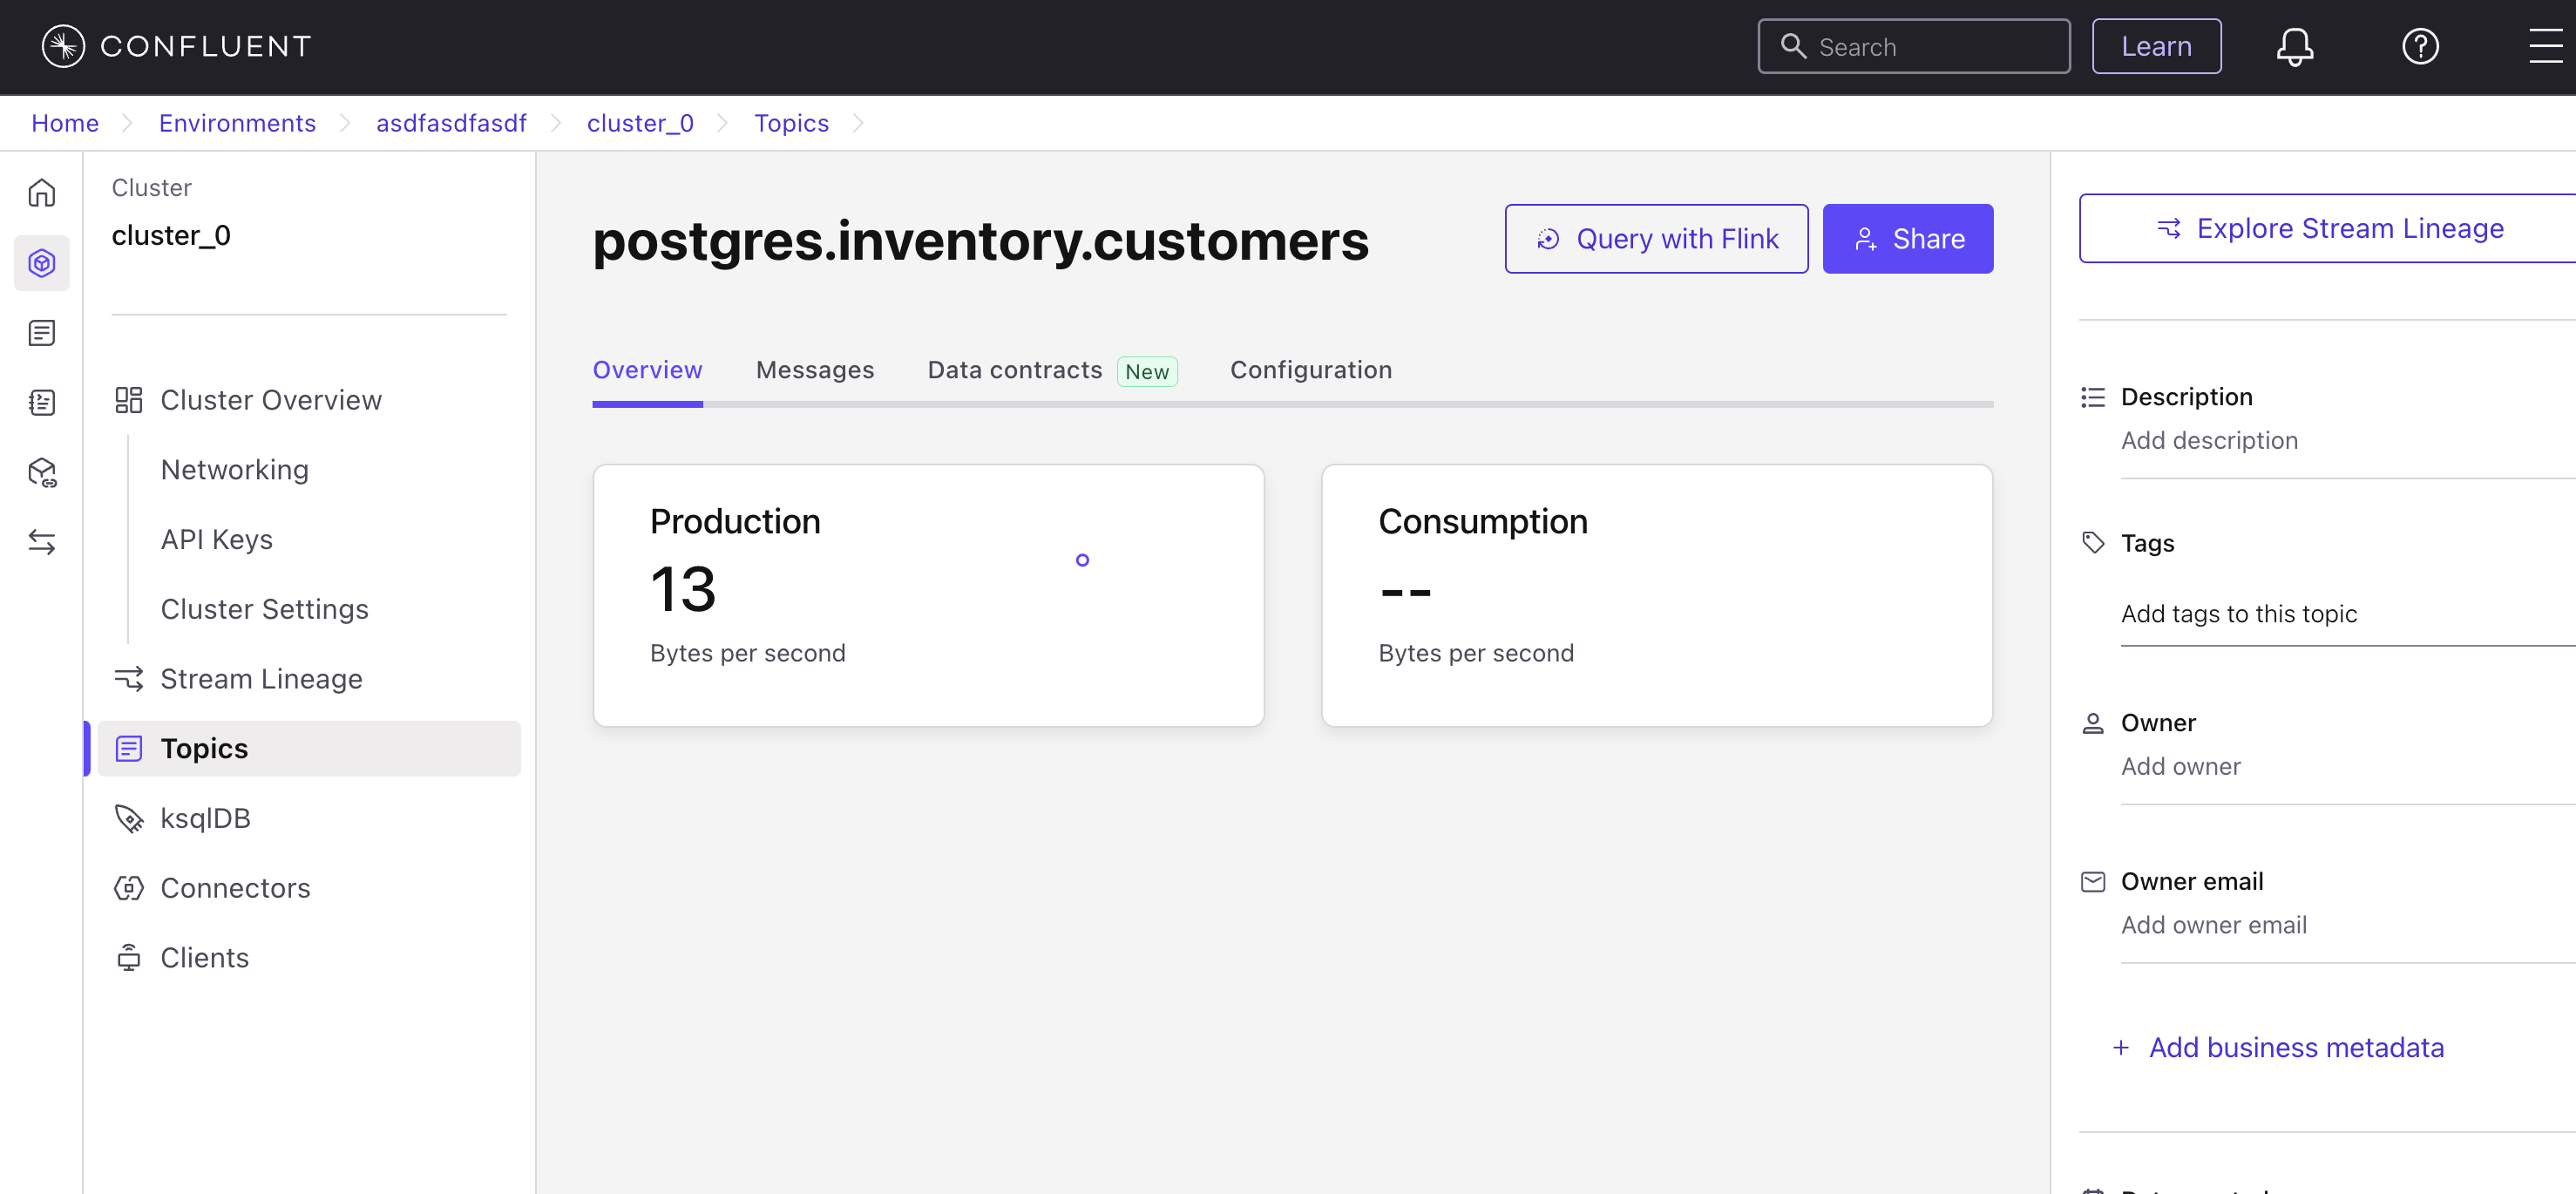 CONFLUENT
Search
Learn
Home
Environments
asdfasdfasdf
cluster_0
Topics
Cluster
cluster_0
Cluster Overview
Networking
API Keys
Cluster Settings
Stream Lineage
Topics
ksqlDB
Connectors
Clients
postgres.inventory.customers
Query with Flink
Share
Overview
Messages
Data contracts New
Configuration
Production
13
Bytes per second
Consumption
--
Bytes per second
Explore Stream Lineage
Description
Add description
Tags
Add tags to this topic
Owner
Add owner
Owner email
Add owner email
+ Add business metadata